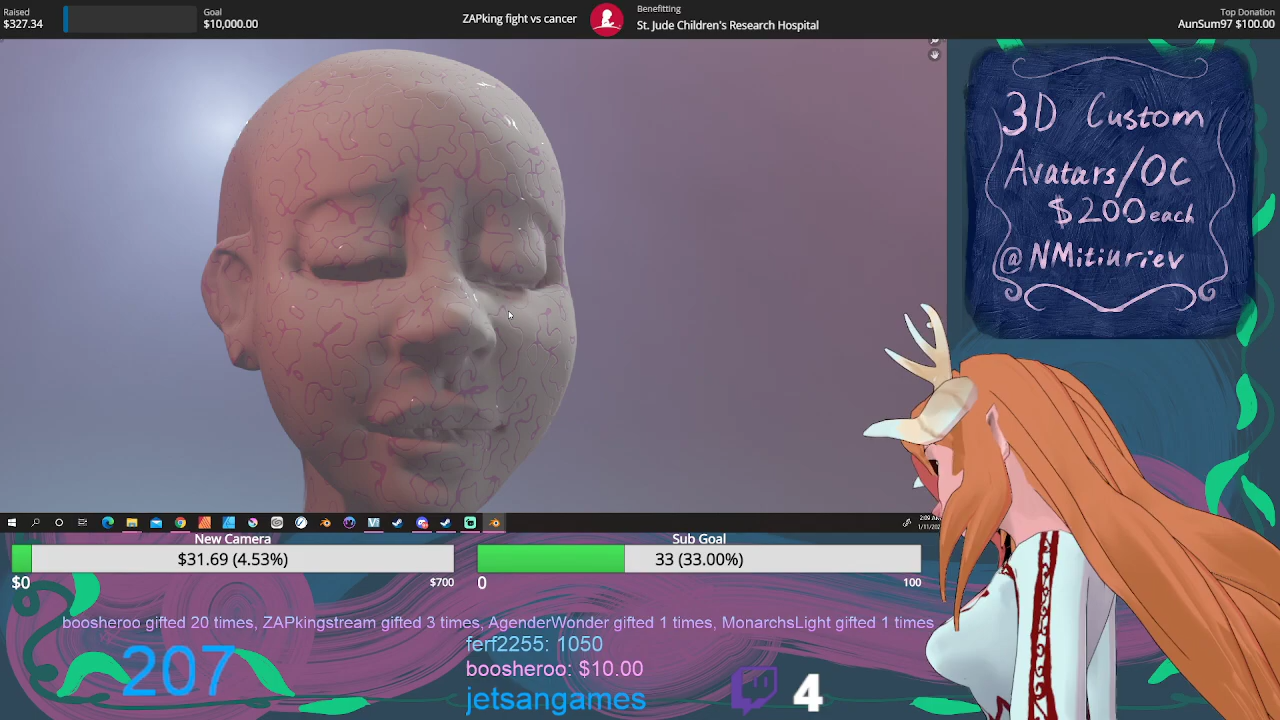 Raised
$327.34
Goal
$10,000.00
ZAPking fight vs cancer
Benefitting
St. Jude Children's Research Hospital
Top Donation
AunSum97 $100.00
3D Custom
Avatars/OC
$200 each
@NMitiuriev
New Camera
$31.69 (4.53%)
$0
$700
Sub Goal
33 (33.00%)
0
100
boosheroo gifted 20 times, ZAPkingstream gifted 3 times, AgenderWonder gifted 1 times, MonarchsLight gifted 1 times
207
ferf2255: 1050
boosheroo: $10.00
jetsangames
4